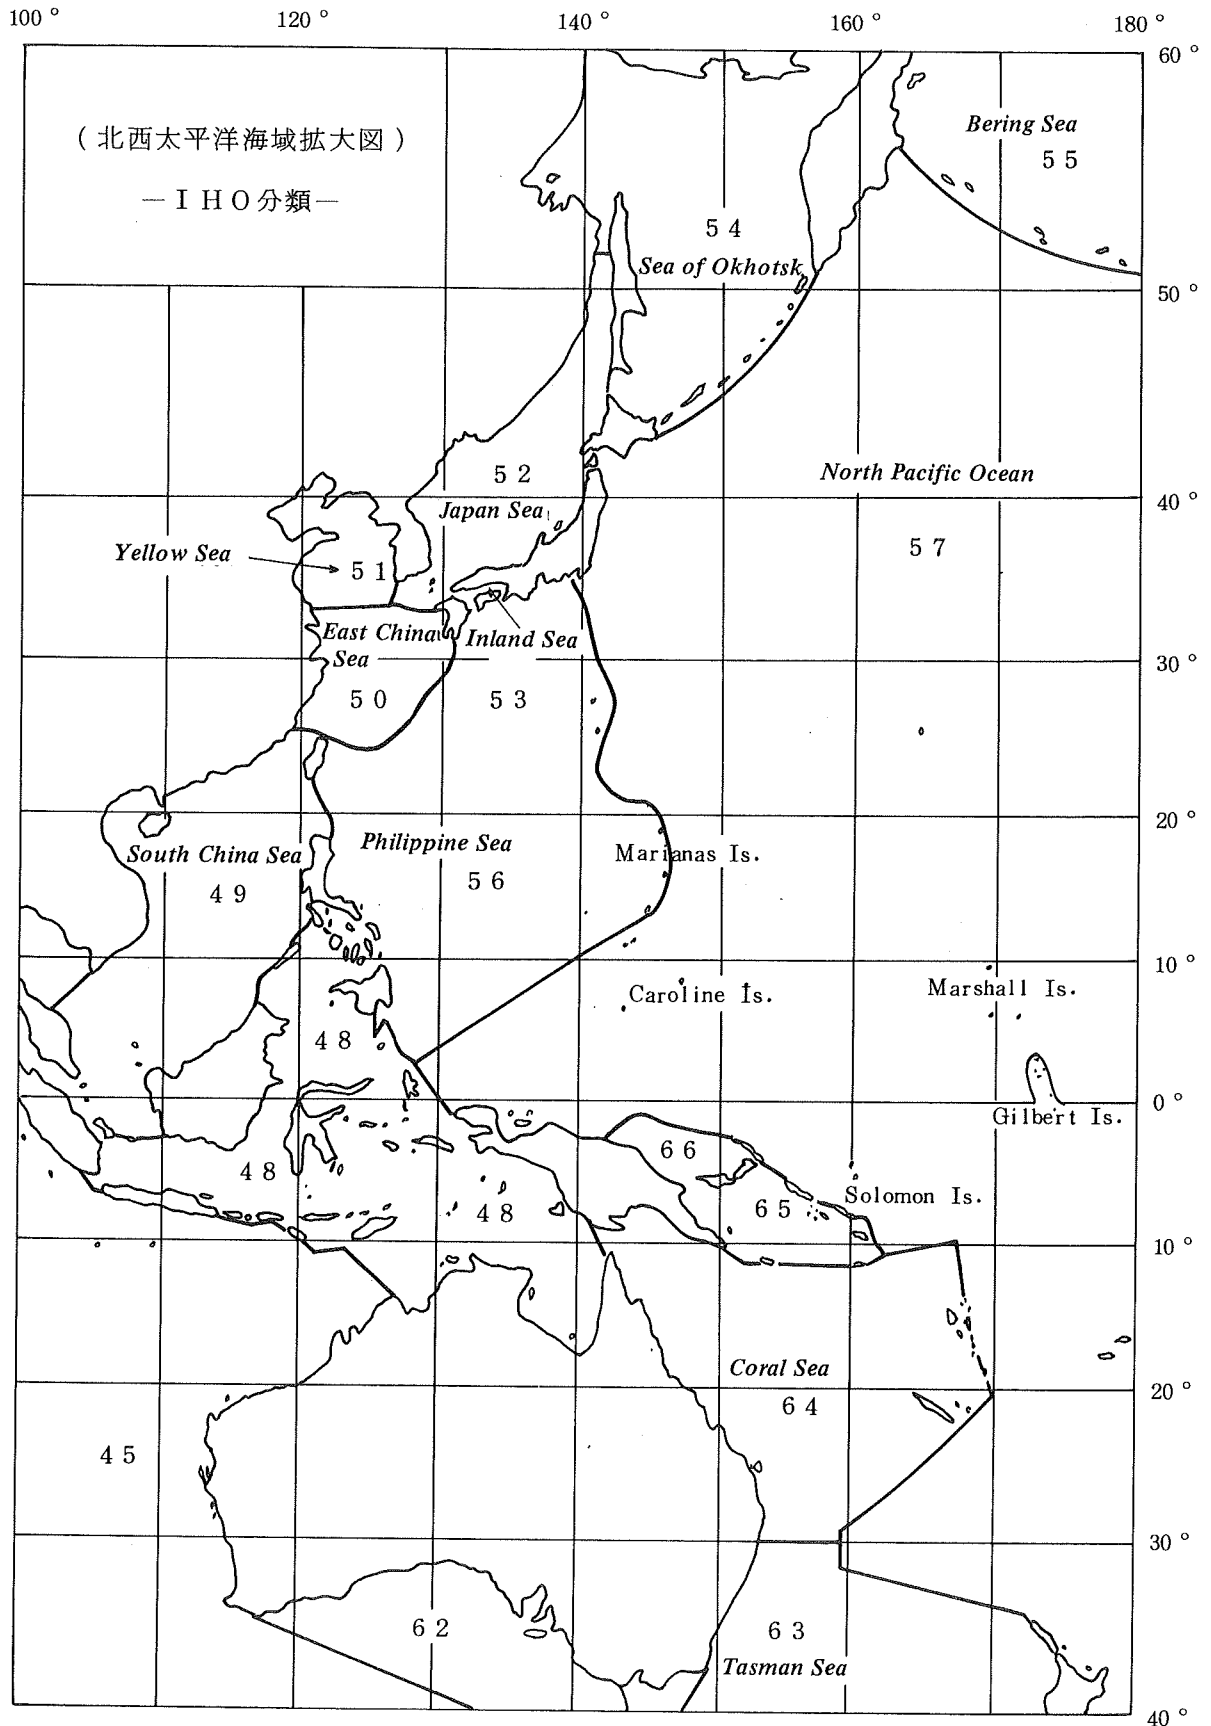 100 ° 120 ° 140 ° 160 ° 180 °
60 °
(北西太平洋海域拡大図)
―IHO分類―
Bering Sea
55
54
Sea of Okhotsk
50 °
52
Japan Sea
North Pacific Ocean
40 °
57
Yellow Sea
51
East China
Sea
Inland Sea
30 °
50
53
20 °
Philippine Sea
56
Marianas Is.
South China Sea
49
10 °
Caroline Is.
Marshall Is.
48
0 °
Gilbert Is.
66
48
48
65
Solomon Is.
10 °
Coral Sea
64
20 °
45
30 °
62
63
Tasman Sea
40 °